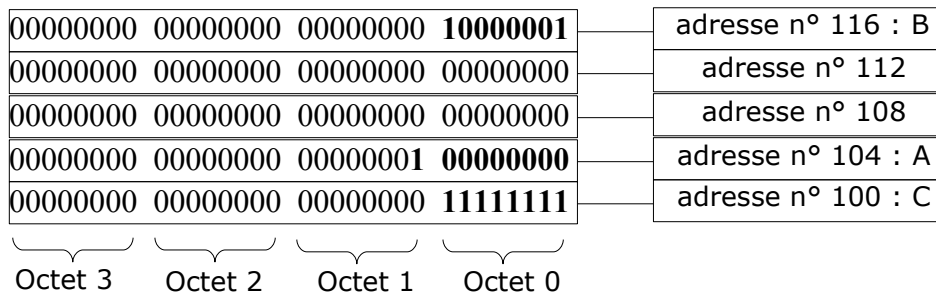 00000000 00000000 00000000 10000001 adresse n° 116 : B
00000000 00000000 00000000 00000000 adresse n° 112
00000000 00000000 00000000 00000000 adresse n° 108
00000000 00000000 00000001 00000000 adresse n° 104 : A
00000000 00000000 00000000 11111111 adresse n° 100 : C
Octet 3 Octet 2 Octet 1 Octet 0